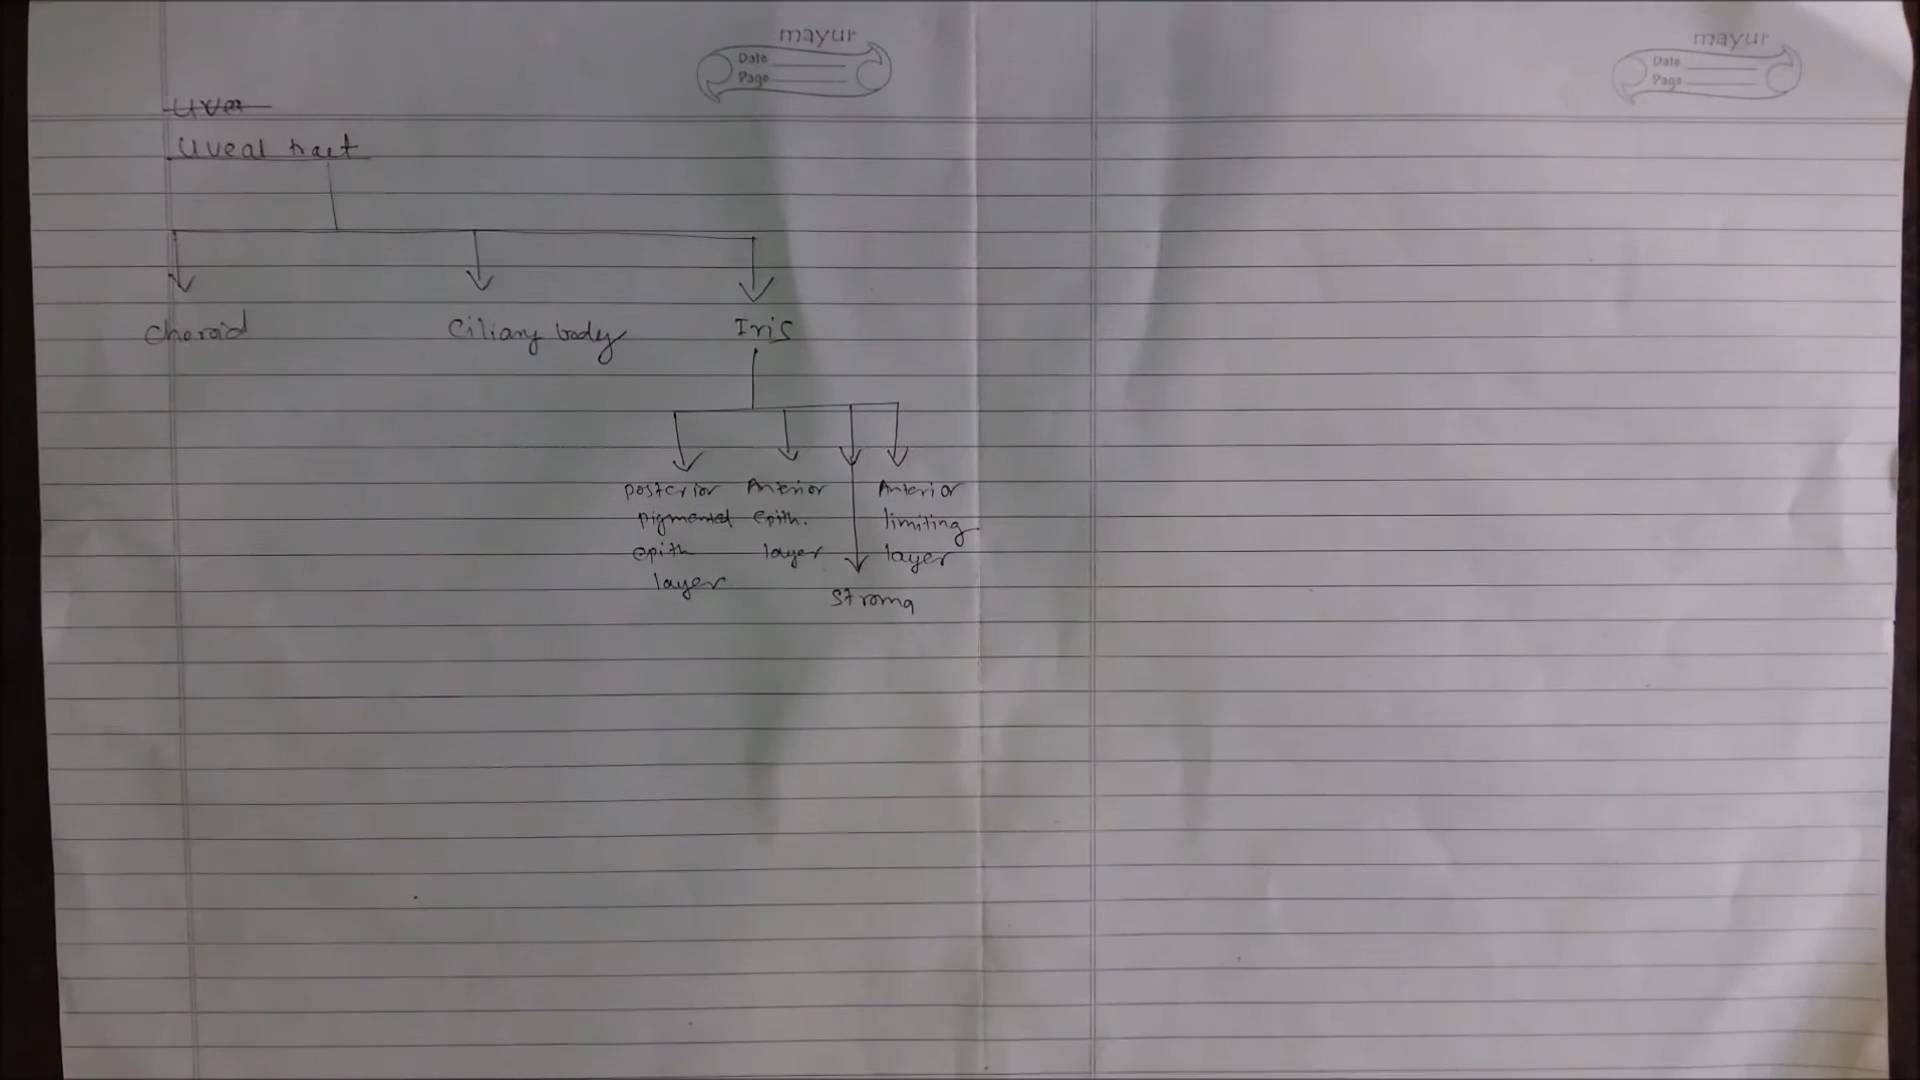 mayur
Date
Page
mayur
Date
Page
Uvea
Uveal tract
Choroid Ciliary body Iris
posterior Anterior Anterior
pigmented epith. limiting
epith layer layer
layer
Stroma